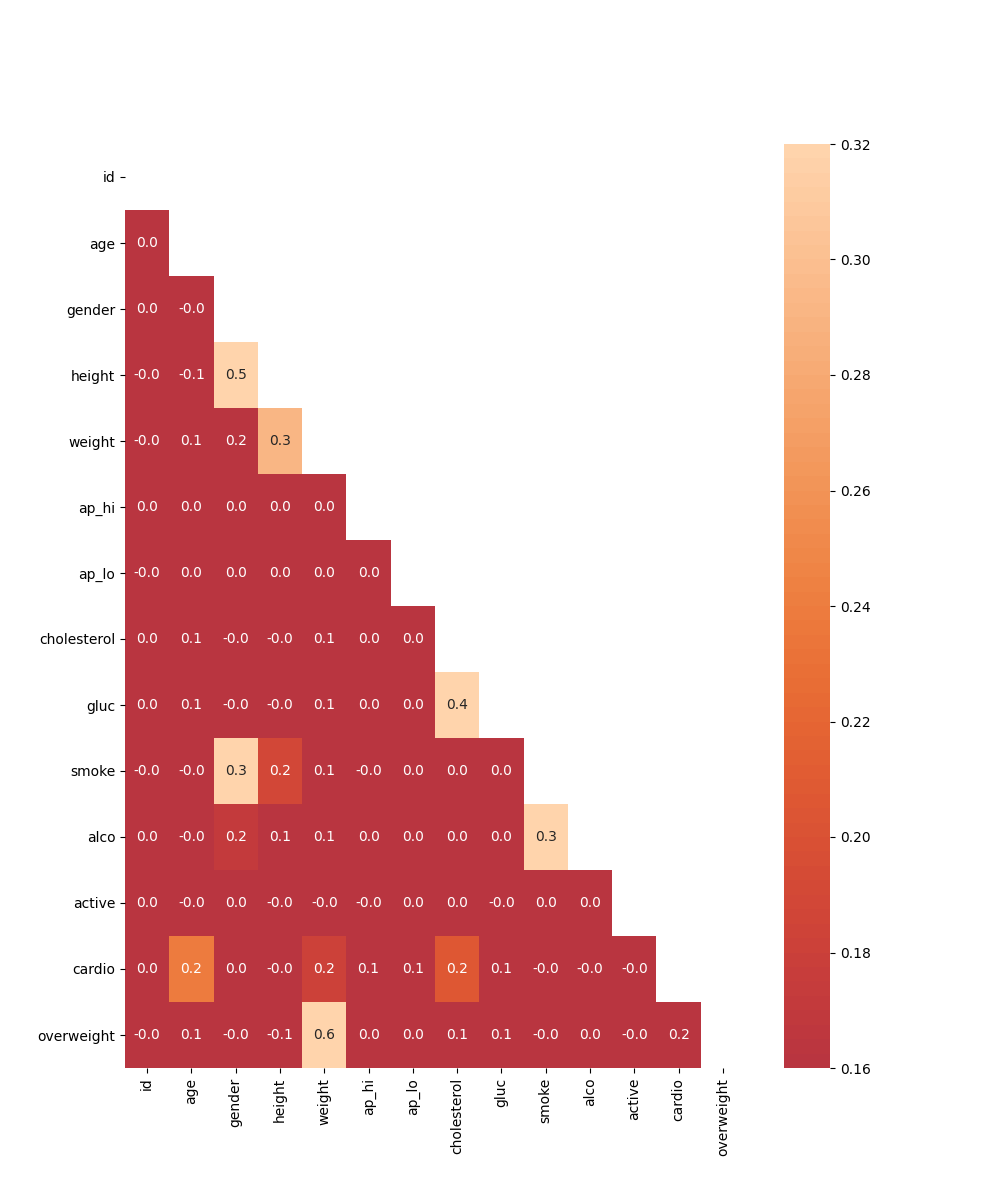 0.32
id
age 0.0
0.30
gender 0.0 -0.0
height -0.0 -0.1 0.5
0.28
weight -0.0 0.1 0.2 0.3
0.26
ap_hi 0.0 0.0 0.0 0.0 0.0
ap_lo -0.0 0.0 0.0 0.0 0.0 0.0
0.24
cholesterol 0.0 0.1 -0.0 -0.0 0.1 0.0 0.0
gluc 0.0 0.1 -0.0 -0.0 0.1 0.0 0.0 0.4
0.22
smoke -0.0 -0.0 0.3 0.2 0.1 -0.0 0.0 0.0 0.0
alco 0.0 -0.0 0.2 0.1 0.1 0.0 0.0 0.0 0.0 0.3
0.20
active 0.0 -0.0 0.0 -0.0 -0.0 -0.0 0.0 0.0 -0.0 0.0 0.0
0.18
cardio 0.0 0.2 0.0 -0.0 0.2 0.1 0.1 0.2 0.1 -0.0 -0.0 -0.0
overweight -0.0 0.1 -0.0 -0.1 0.6 0.0 0.0 0.1 0.1 -0.0 0.0 -0.0 0.2
0.16
id age gender height weight ap_hi ap_lo cholesterol gluc smoke alco active cardio overweight